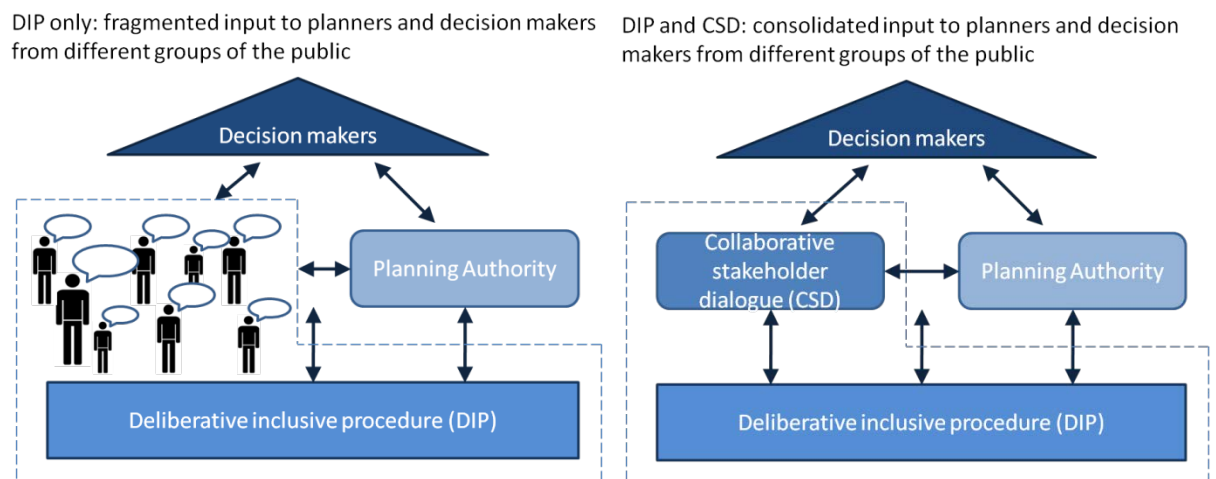 DIP only: fragmented input to planners and decision makers
from different groups of the public
Decision makers
Planning Authority
Deliberative inclusive procedure (DIP)
DIP and CSD: consolidated input to planners and decision
makers from different groups of the public
Decision makers
Collaborative
stakeholder
dialogue (CSD)
Planning Authority
Deliberative inclusive procedure (DIP)